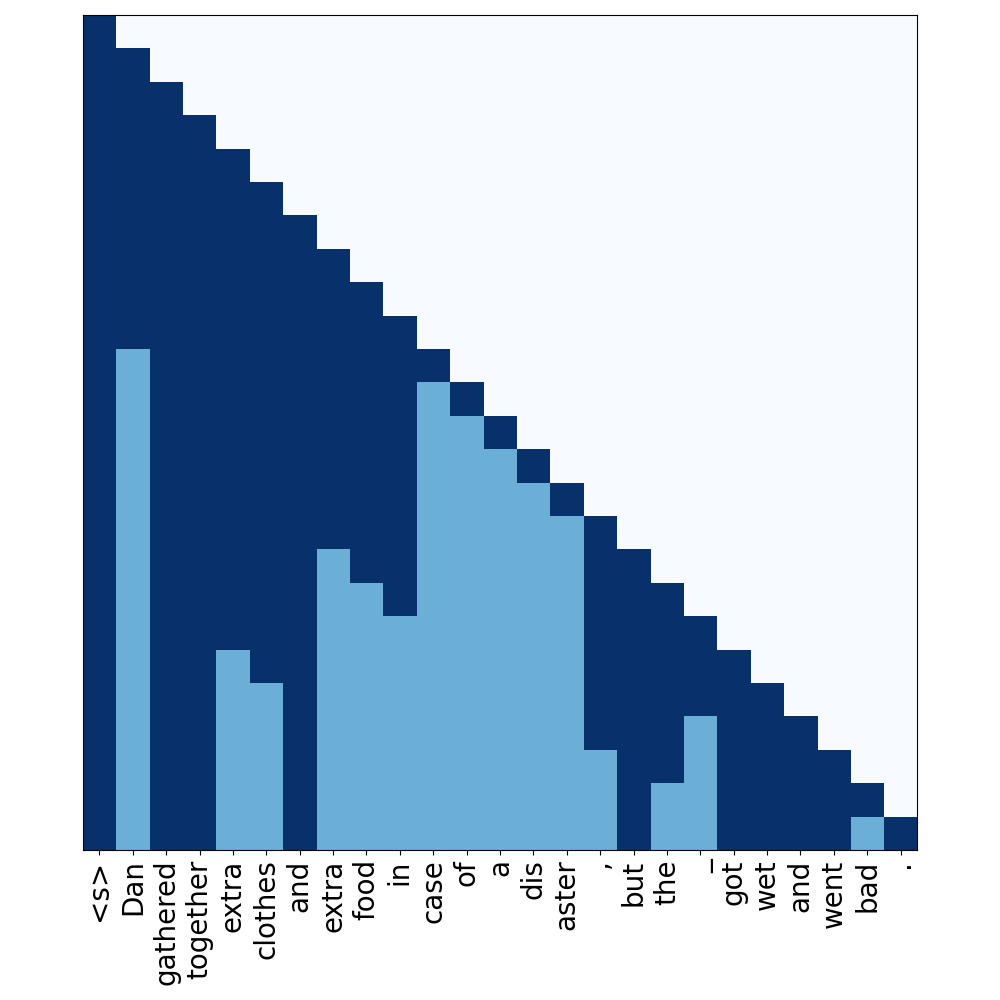 <s> Dan gathered together extra clothes and extra food in case of a dis aster , but the _ got wet and went bad .